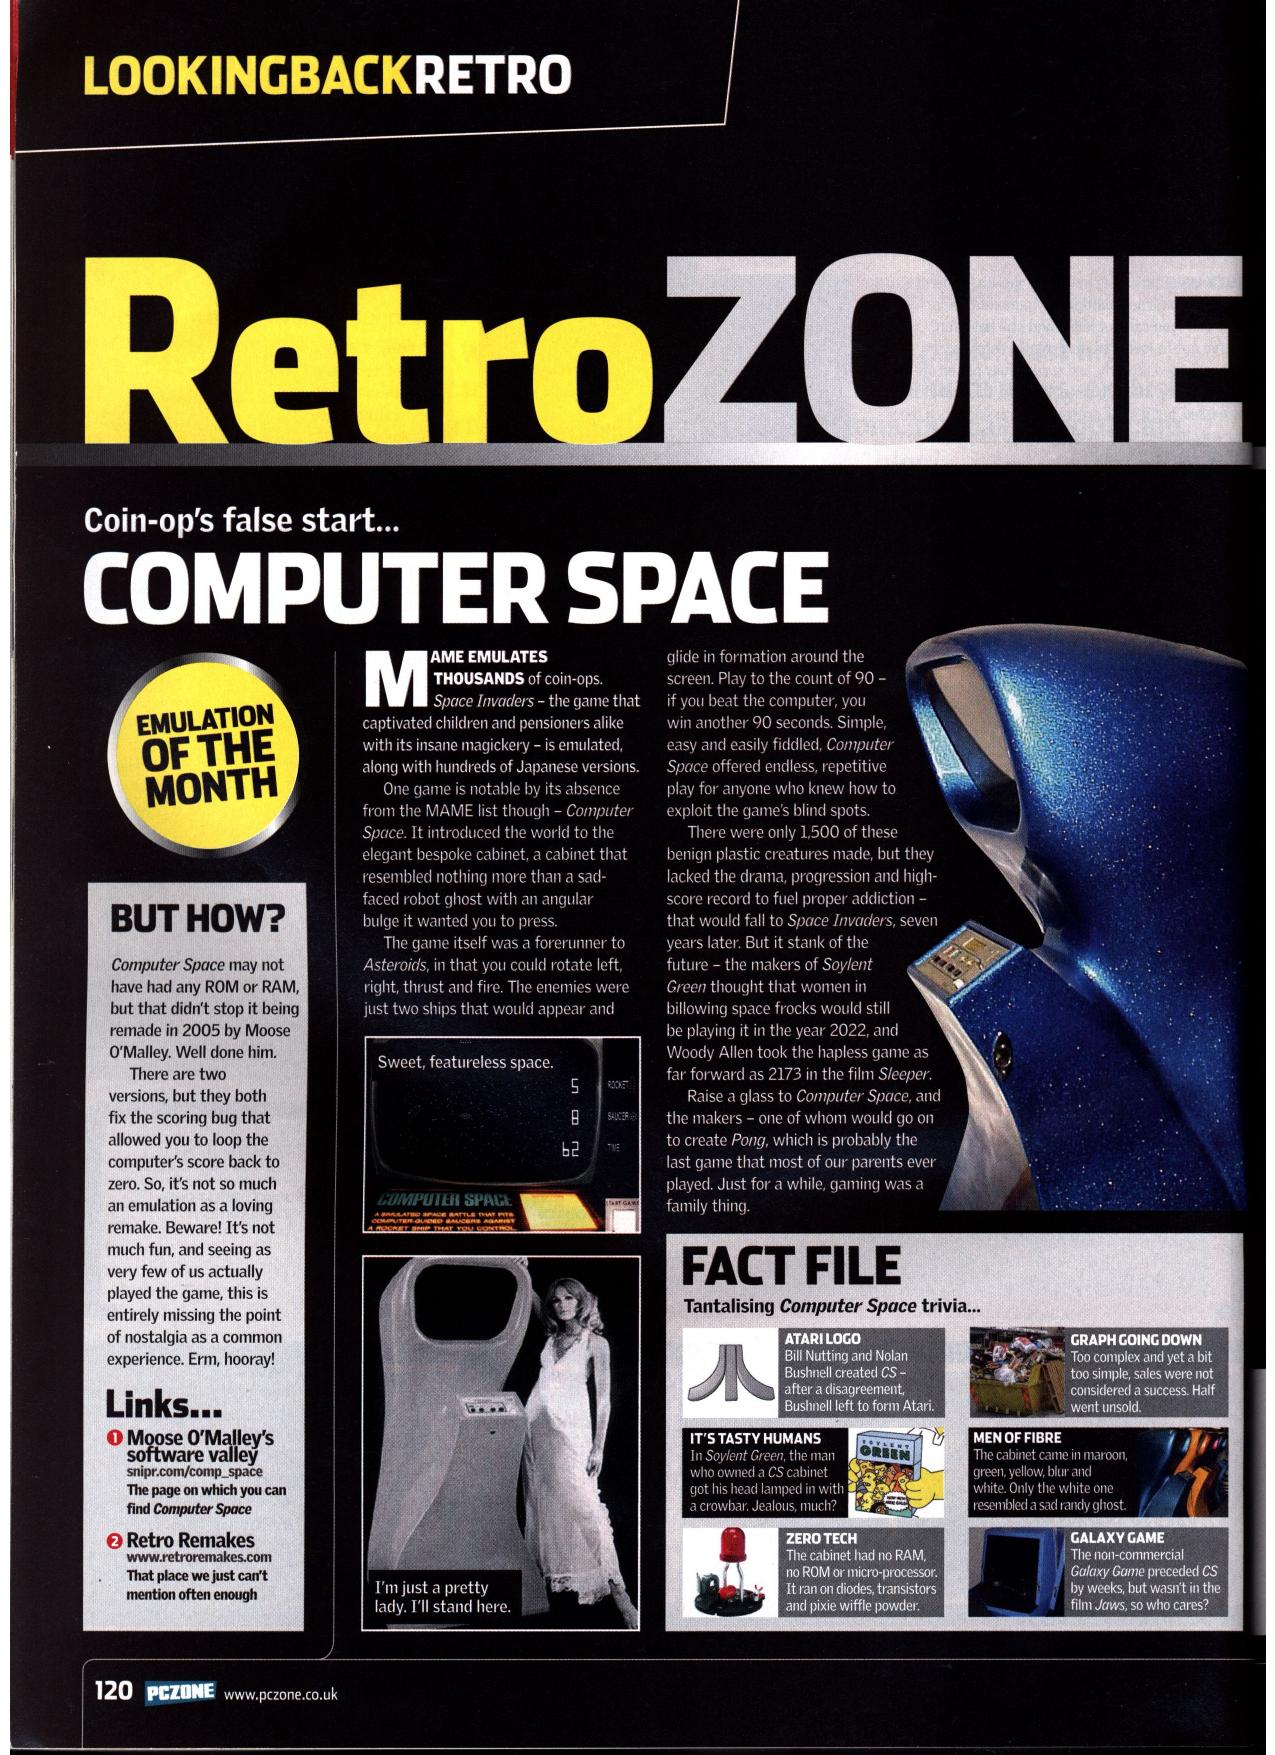 LOOKINGBACKRETRO
RetroZONE
Coin-op's false start...
COMPUTER SPACE
EMULATION
OF THE
MONTH
BUT HOW?
Computer Space may not
have had any ROM or RAM,
but that didn't stop it being
remade in 2005 by Moose
O'Malley. Well done him.
There are two
versions, but they both
fix the scoring bug that
allowed you to loop the
computer's score back to
zero. So, it's not so much
an emulation as a loving
remake. Beware! It's not
much fun, and seeing as
very few of us actually
played the game, this is
entirely missing the point
of nostalgia as a common
experience. Erm, hooray!
Links...
1 Moose O'Malley's
software valley
snipr.com/comp_space
The page on which you can
find Computer Space
2 Retro Remakes
www.retroremakes.com
That place we just can't
mention often enough
MAME EMULATES
THOUSANDS of coin-ops.
Space Invaders – the game that
captivated children and pensioners alike
with its insane magickery – is emulated,
along with hundreds of Japanese versions.
One game is notable by its absence
from the MAME list though – Computer
Space. It introduced the world to the
elegant bespoke cabinet, a cabinet that
resembled nothing more than a sad-
faced robot ghost with an angular
bulge it wanted you to press.
The game itself was a forerunner to
Asteroids, in that you could rotate left,
right, thrust and fire. The enemies were
just two ships that would appear and
glide in formation around the
screen. Play to the count of 90 –
if you beat the computer, you
win another 90 seconds. Simple,
easy and easily fiddled, Computer
Space offered endless, repetitive
play for anyone who knew how to
exploit the game's blind spots.
There were only 1,500 of these
benign plastic creatures made, but they
lacked the drama, progression and high-
score record to fuel proper addiction –
that would fall to Space Invaders, seven
years later. But it stank of the
future – the makers of Soylent
Green thought that women in
billowing space frocks would still
be playing it in the year 2022, and
Woody Allen took the hapless game as
far forward as 2173 in the film Sleeper.
Raise a glass to Computer Space, and
the makers – one of whom would go on
to create Pong, which is probably the
last game that most of our parents ever
played. Just for a while, gaming was a
family thing.
Sweet, featureless space.
5 ROCKET
8 SAUCER
62 TIME
COMPUTER SPACE
A SIMULATED SPACE BATTLE THAT PITS
COMPUTER-GUIDED SAUCERS AGAINST
A ROCKET SHIP THAT YOU CONTROL.
START GAME
I'm just a pretty
lady. I'll stand here.
FACT FILE
Tantalising Computer Space trivia...
ATARI LOGO
Bill Nutting and Nolan
Bushnell created CS –
after a disagreement,
Bushnell left to form Atari.
GRAPH GOING DOWN
Too complex and yet a bit
too simple, sales were not
considered a success. Half
went unsold.
IT'S TASTY HUMANS
In Soylent Green, the man
who owned a CS cabinet
got his head lamped in with
a crowbar. Jealous, much?
SOYLENT
GREEN
MEN OF FIBRE
The cabinet came in maroon,
green, yellow, blur and
white. Only the white one
resembled a sad randy ghost.
ZERO TECH
The cabinet had no RAM,
no ROM or micro-processor.
It ran on diodes, transistors
and pixie wiffle powder.
GALAXY GAME
The non-commercial
Galaxy Game preceded CS
by weeks, but wasn't in the
film Jaws, so who cares?
120 PCZONE www.pczone.co.uk